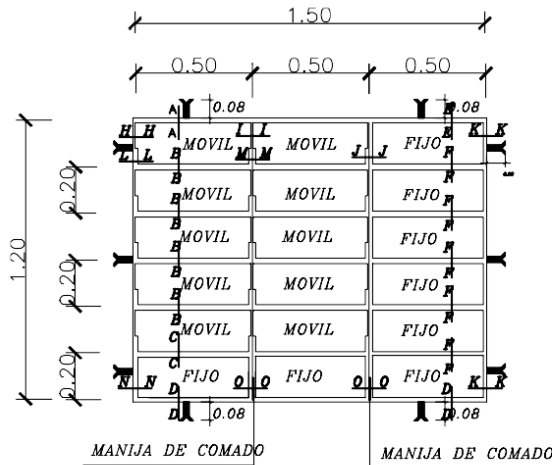 1.50
0.50 0.50 0.50
A 0.08 E 0.08
H H A I I E K K
MOVIL MOVIL FIJO
L L B M M J J F
0.20 B MOVIL MOVIL F FIJO F
B MOVIL B MOVIL F FIJO F
1.20
0.20 B MOVIL B MOVIL F FIJO F
B MOVIL C MOVIL F FIJO F
0.20 C FIJO FIJO F FIJO
N N D O O O O D K K
D 0.08 D 0.08
MANIJA DE COMADO MANIJA DE COMADO